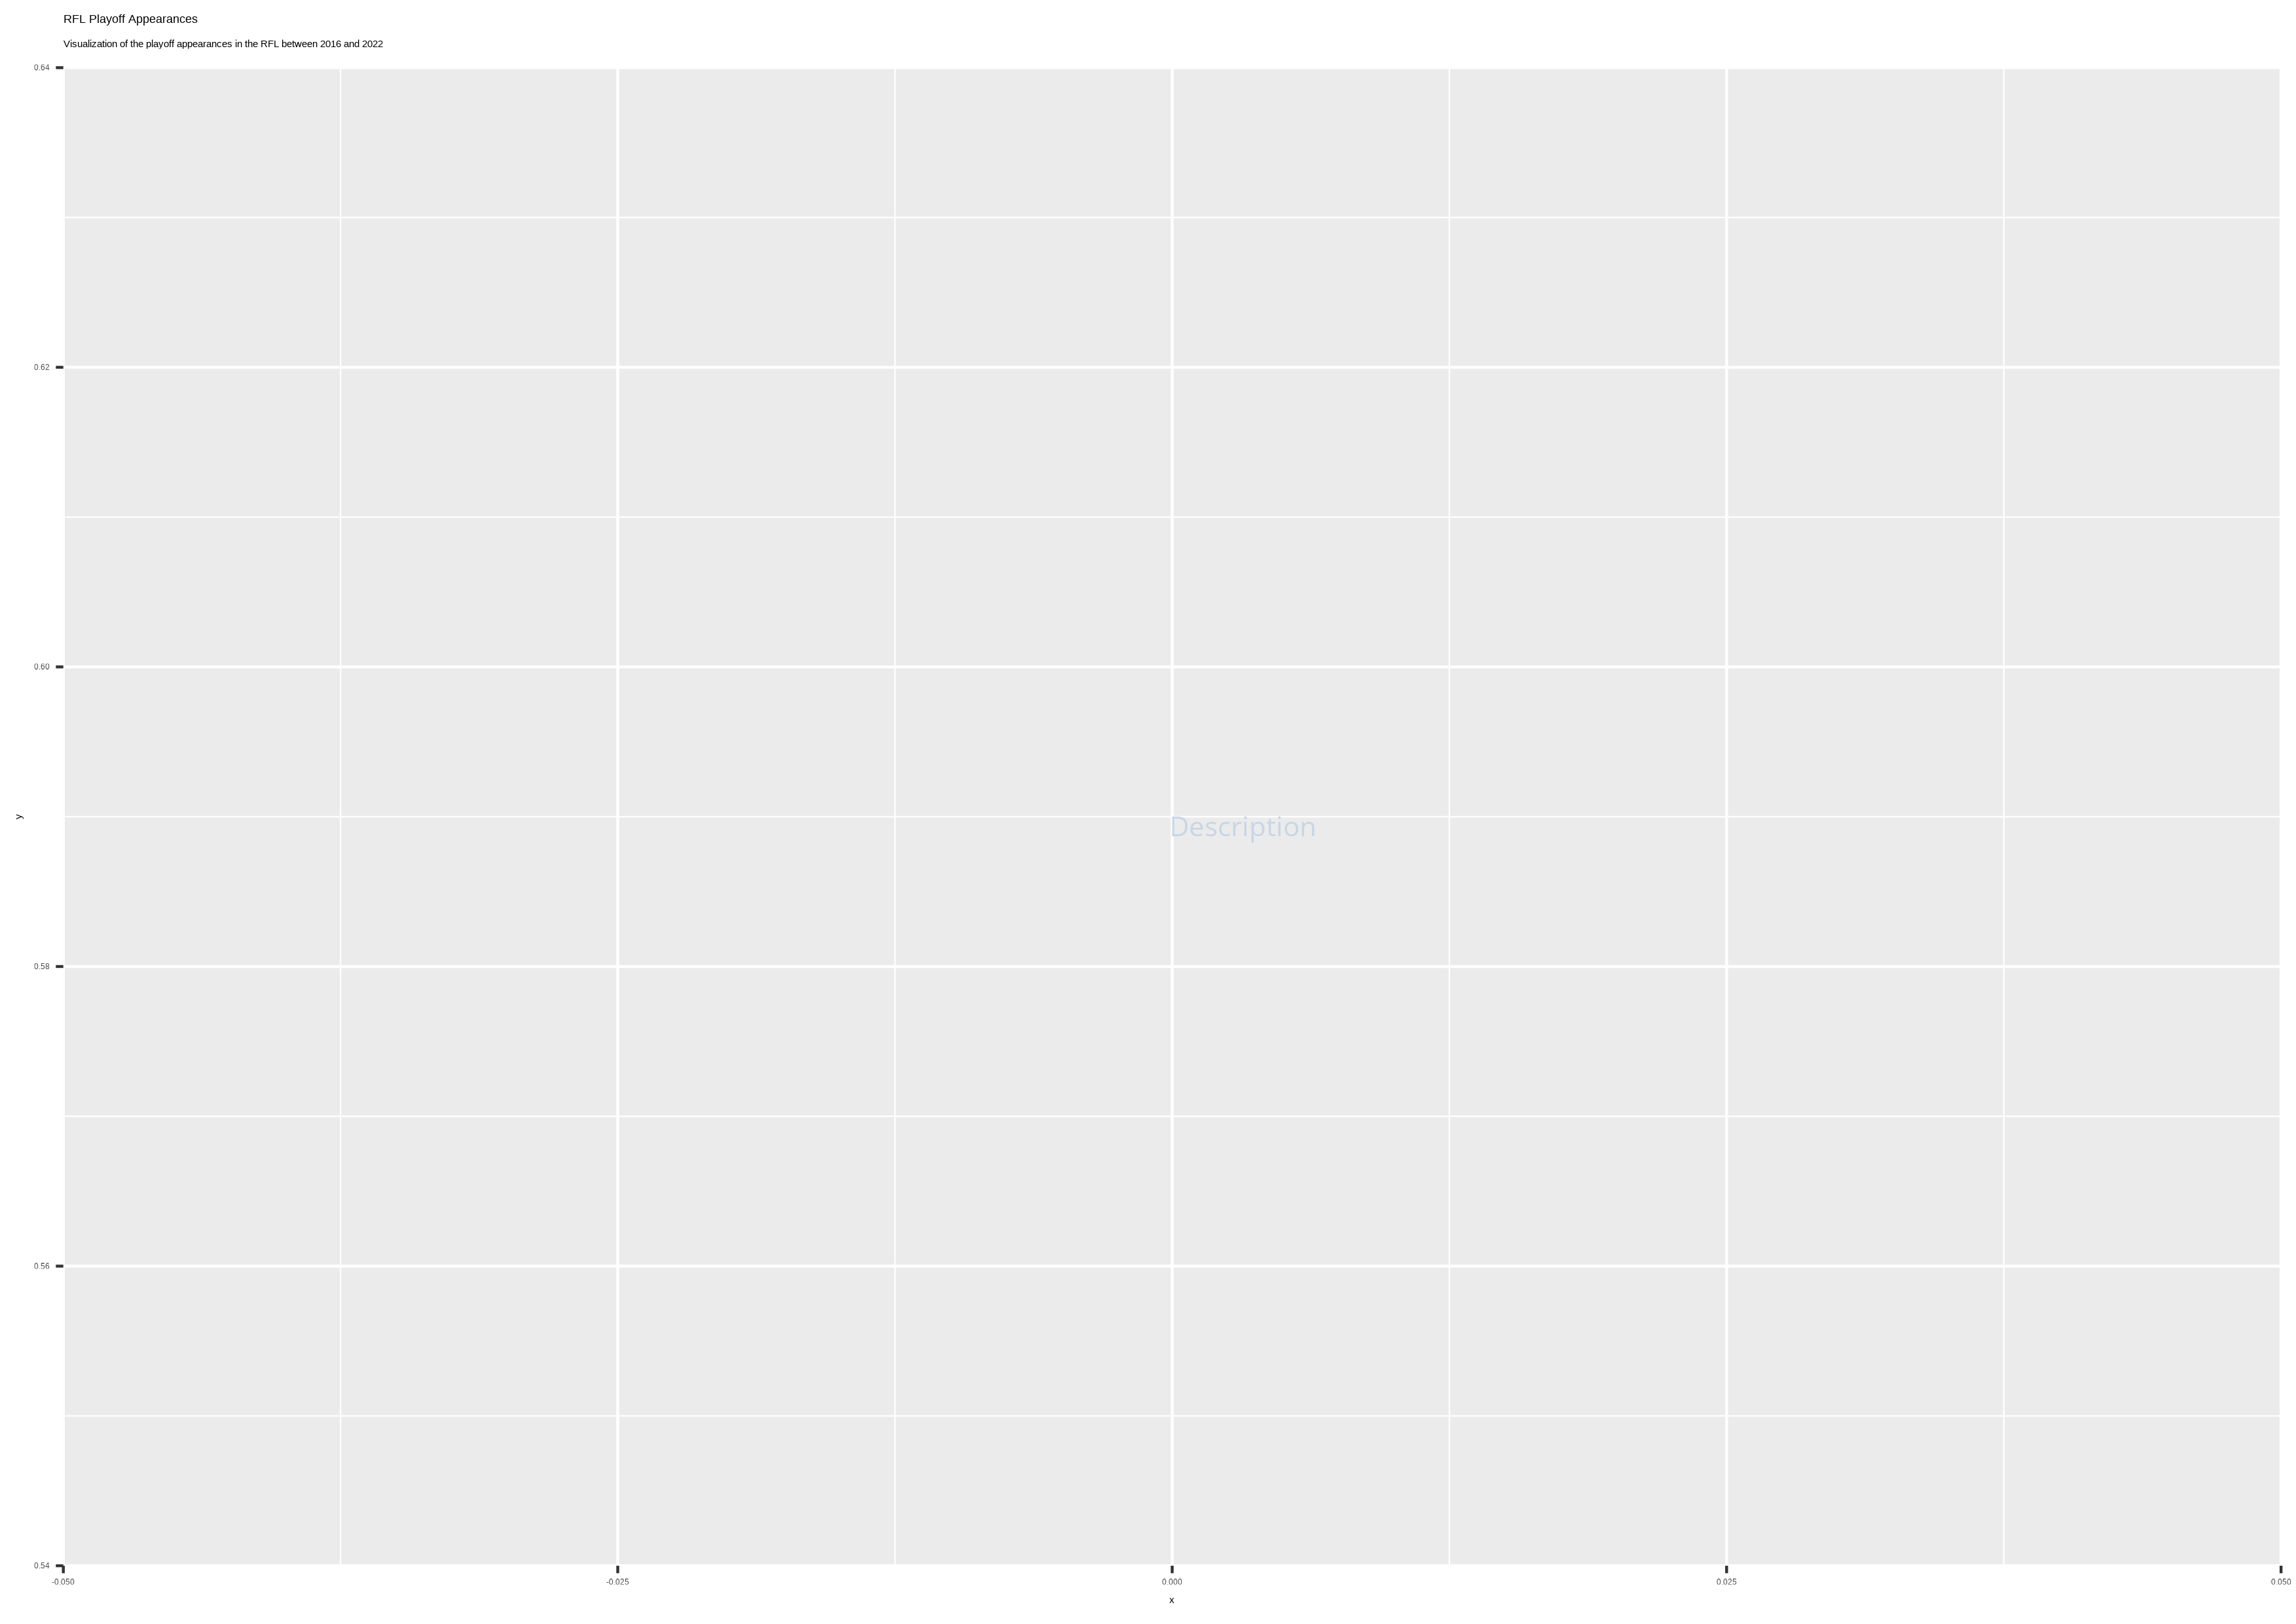 RFL Playoff Appearances
Visualization of the playoff appearances in the RFL between 2016 and 2022
0.64
0.62
0.60
y
Description
0.58
0.56
0.54
-0.050 -0.025 0.000 0.025 0.050
x